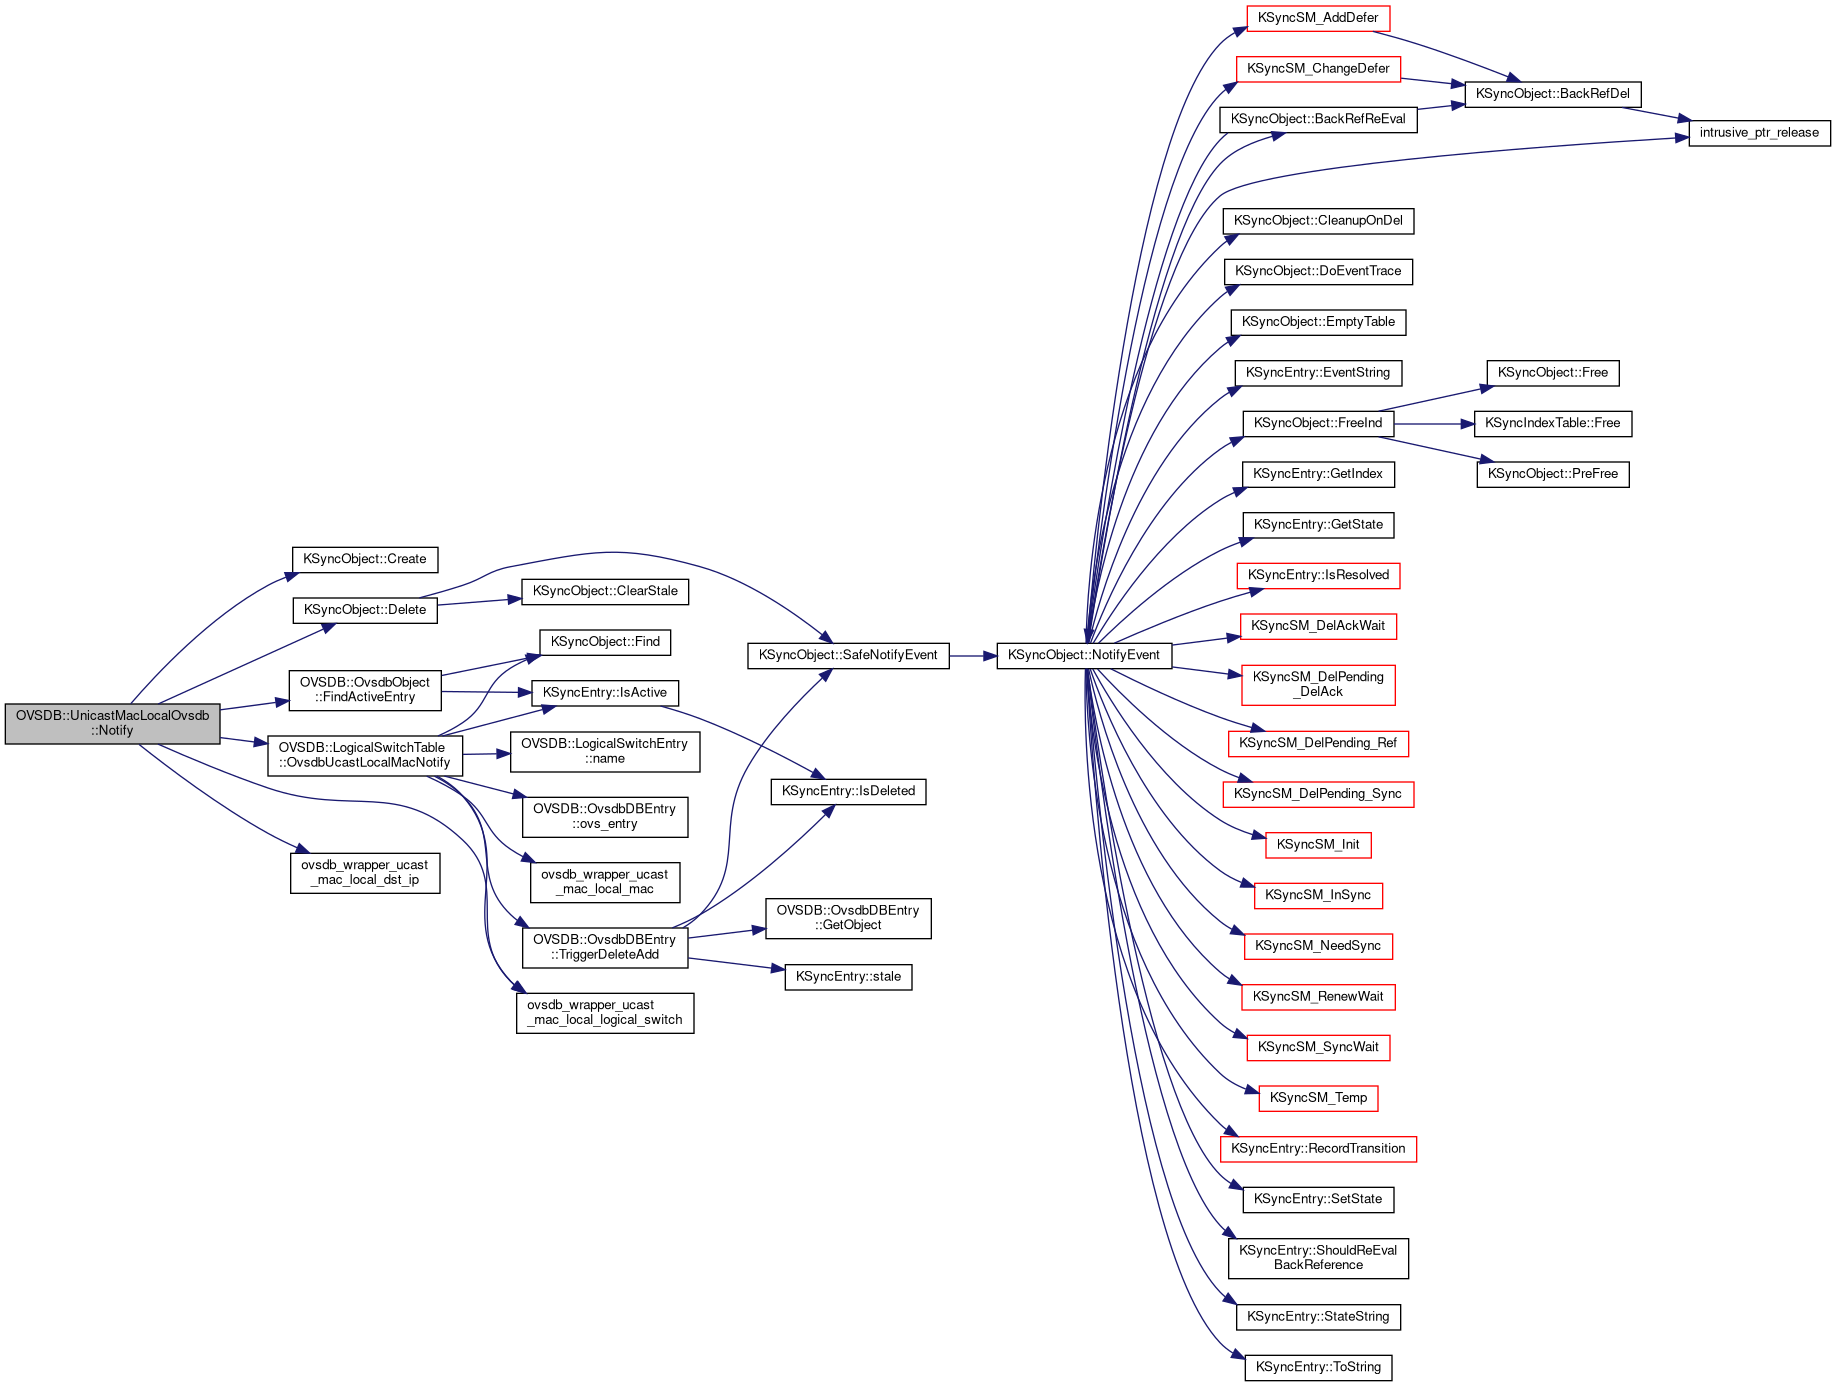 OVSDB::UnicastMacLocalOvsdb
::Notify
KSyncObject::Create
KSyncObject::Delete
OVSDB::OvsdbObject
::FindActiveEntry
OVSDB::LogicalSwitchTable
::OvsdbUcastLocalMacNotify
ovsdb_wrapper_ucast
_mac_local_dst_ip
KSyncObject::ClearStale
KSyncObject::Find
KSyncEntry::IsActive
OVSDB::LogicalSwitchEntry
::name
OVSDB::OvsdbDBEntry
::ovs_entry
ovsdb_wrapper_ucast
_mac_local_mac
OVSDB::OvsdbDBEntry
::TriggerDeleteAdd
ovsdb_wrapper_ucast
_mac_local_logical_switch
KSyncObject::SafeNotifyEvent
KSyncEntry::IsDeleted
OVSDB::OvsdbDBEntry
::GetObject
KSyncEntry::stale
KSyncObject::NotifyEvent
KSyncSM_AddDefer
KSyncSM_ChangeDefer
KSyncObject::BackRefReEval
KSyncObject::CleanupOnDel
KSyncObject::DoEventTrace
KSyncObject::EmptyTable
KSyncEntry::EventString
KSyncObject::FreeInd
KSyncEntry::GetIndex
KSyncEntry::GetState
KSyncEntry::IsResolved
KSyncSM_DelAckWait
KSyncSM_DelPending
_DelAck
KSyncSM_DelPending_Ref
KSyncSM_DelPending_Sync
KSyncSM_Init
KSyncSM_InSync
KSyncSM_NeedSync
KSyncSM_RenewWait
KSyncSM_SyncWait
KSyncSM_Temp
KSyncEntry::RecordTransition
KSyncEntry::SetState
KSyncEntry::ShouldReEval
BackReference
KSyncEntry::StateString
KSyncEntry::ToString
KSyncObject::BackRefDel
intrusive_ptr_release
KSyncObject::Free
KSyncIndexTable::Free
KSyncObject::PreFree